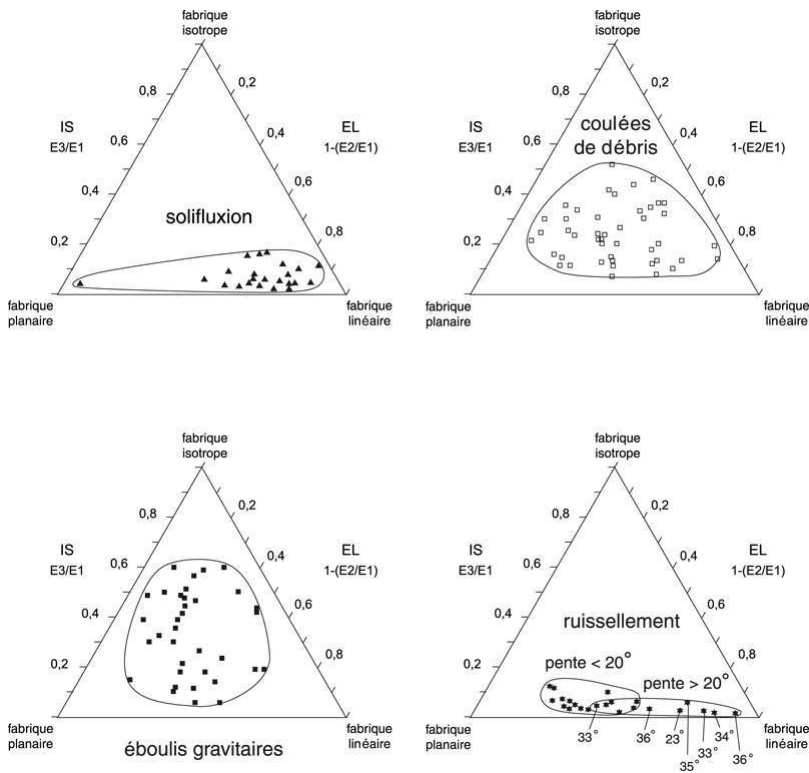 fabrique
isotrope
0,8
0,2
IS
E3/E1
EL
1-(E2/E1)
0,6
0,4
0,4
0,6
solifluxion
0,2
0,8
fabrique
planaire
fabrique
linéaire
fabrique
isotrope
0,8
0,2
IS
E3/E1
coulées
de débris
EL
1-(E2/E1)
0,6
0,4
0,4
0,6
0,2
0,8
fabrique
planaire
fabrique
linéaire
fabrique
isotrope
0,8
0,2
IS
E3/E1
EL
1-(E2/E1)
0,6
0,4
0,4
0,6
0,2
0,8
fabrique
planaire
éboulis gravitaires
fabrique
linéaire
fabrique
isotrope
0,8
0,2
IS
E3/E1
EL
1-(E2/E1)
0,6
0,4
0,4
0,6
ruissellement
0,2
0,8
pente < 20°
pente > 20°
fabrique
planaire
33°
36°
23°
35°
33°
34°
36°
fabrique
linéaire